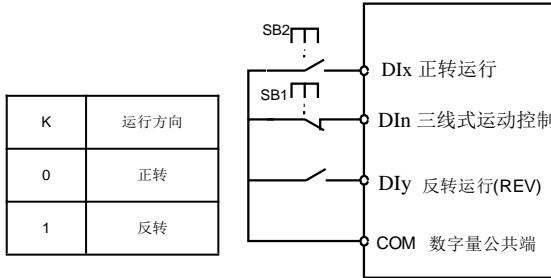 K 运行方向
0 正转
1 反转
SB2
DIx 正转运行
SB1
DIn 三线式运动控制
DIy 反转运行(REV)
COM 数字量公共端